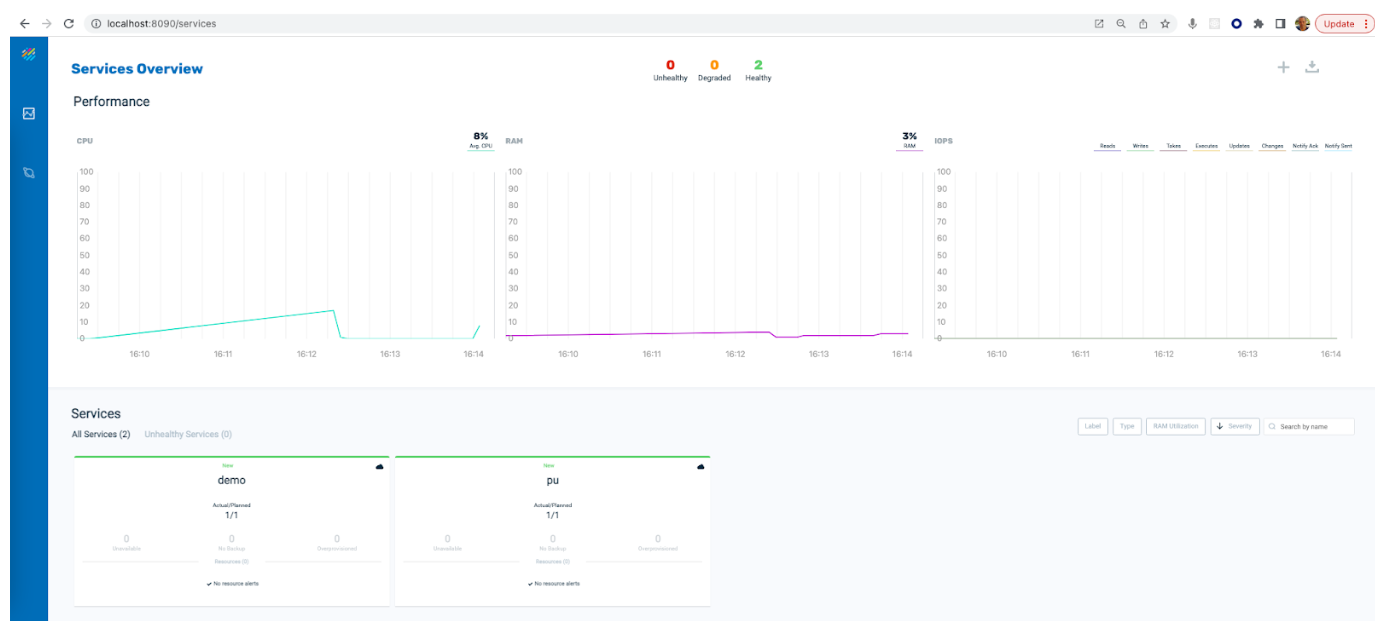 localhost:8090/services
Update
Services Overview
0 0 2
Unhealthy Degraded Healthy
Performance
CPU
8%
Avg. CPU
100
90
80
70
60
50
40
30
20
10
0
16:10 16:11 16:12 16:13 16:14
RAM
3%
RAM
100
90
80
70
60
50
40
30
20
10
0
16:10 16:11 16:12 16:13 16:14
IOPS
Reads Writes Takes Executes Updates Changes Notify Ack Notify Sent
100
90
80
70
60
50
40
30
20
10
0
16:10 16:11 16:12 16:13 16:14
Services
All Services (2) Unhealthy Services (0)
Label Type RAM Utilization Severity Search by name
New
demo
Actual/Planned
1/1
0 0 0
Unavailable No Backup Overprovisioned
Resources (0)
No resource alerts
New
pu
Actual/Planned
1/1
0 0 0
Unavailable No Backup Overprovisioned
Resources (0)
No resource alerts